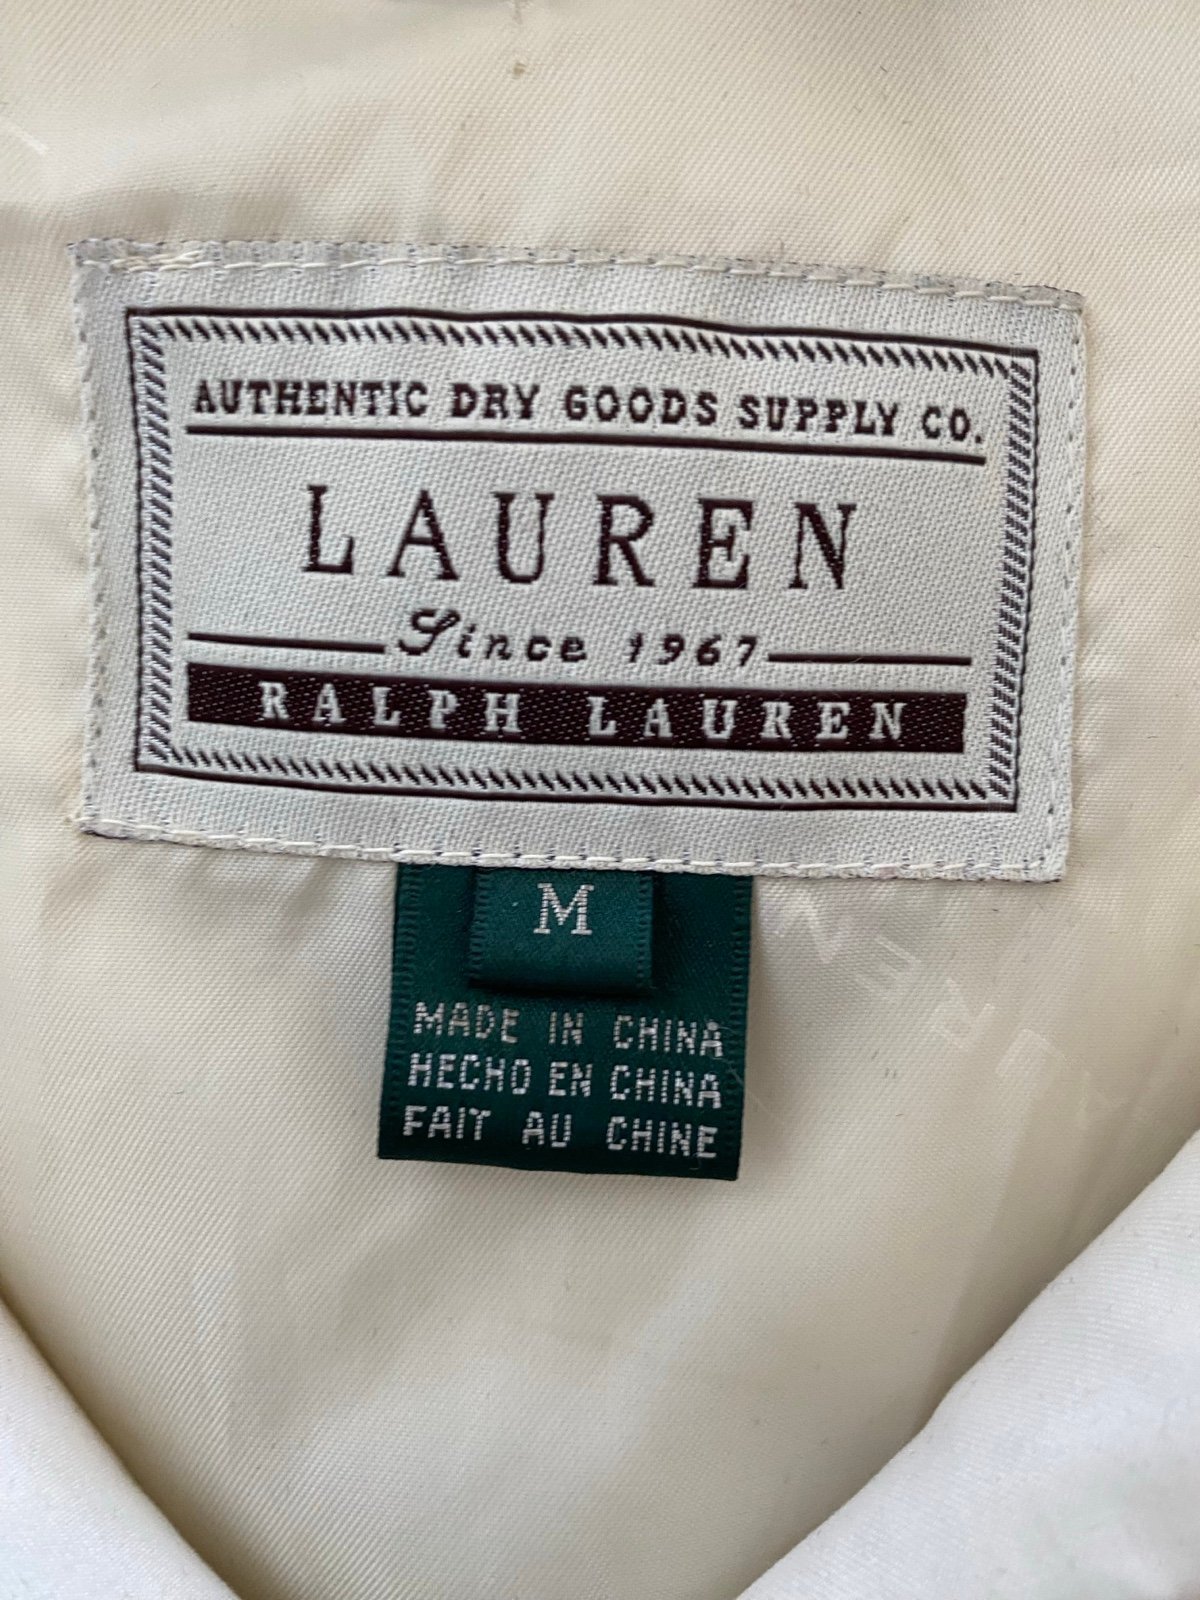 AUTHENTIC DRY GOODS SUPPLY CO.
LAUREN
Since 1967
RALPH LAUREN
M
MADE IN CHINA
HECHO EN CHINA
FAIT AU CHINE